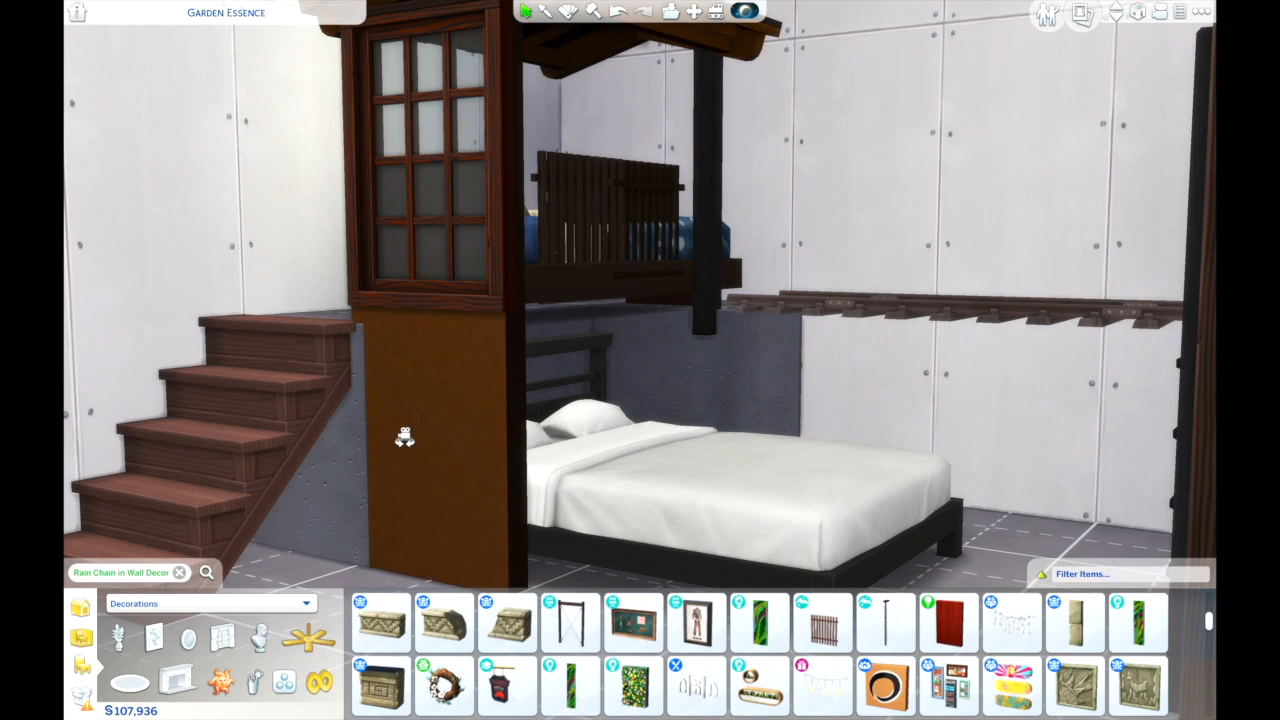 GARDEN ESSENCE
Rain Chain in Wall Decor
Filter Items...
Decorations
§107,936